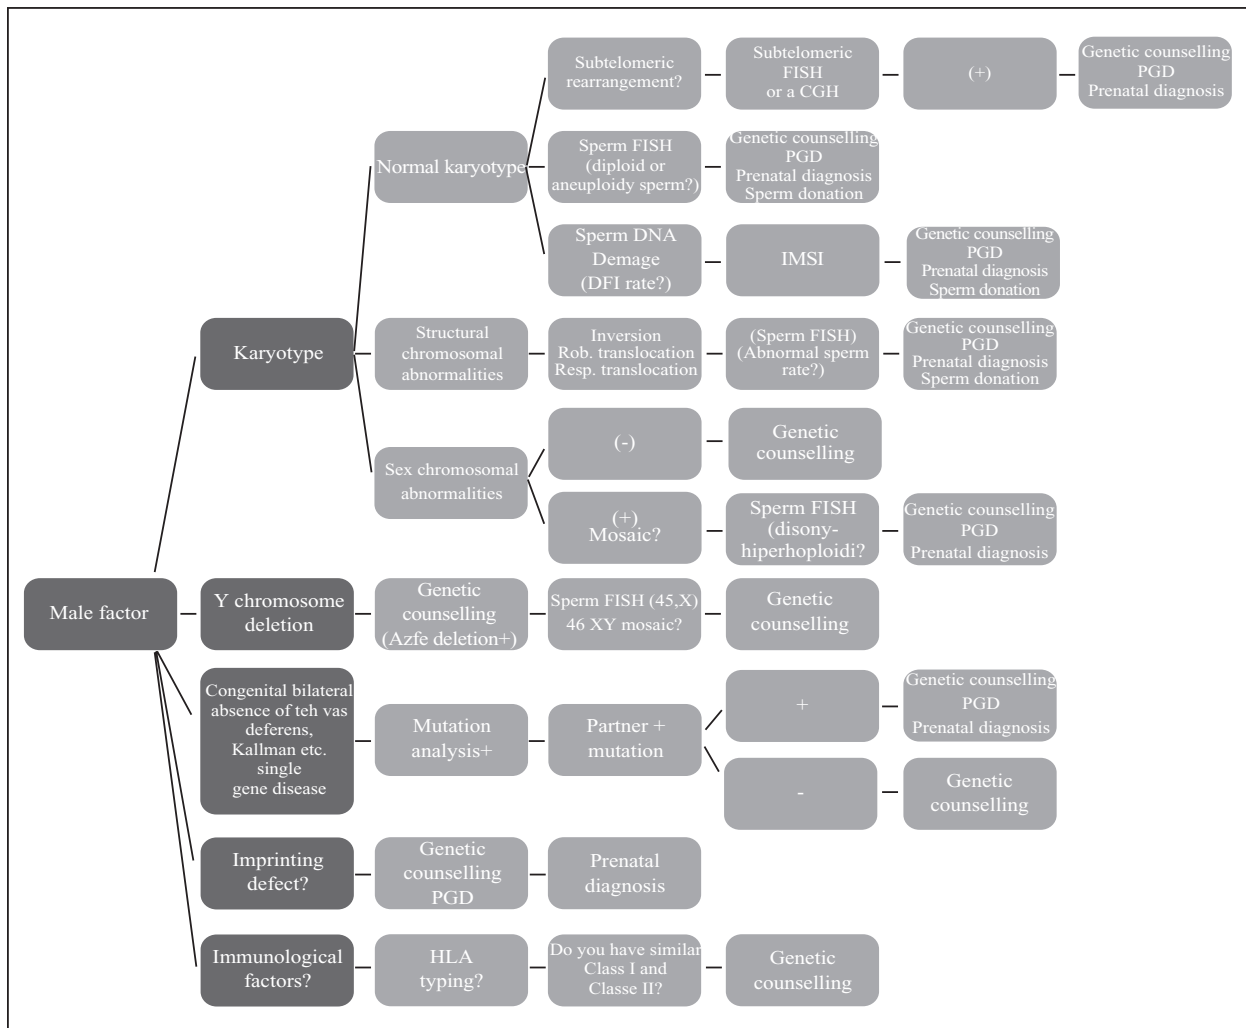 Subtelomeric
rearrangement?
Subtelomeric
FISH
or a CGH
(+)
Genetic counselling
PGD
Prenatal diagnosis
Normal karyotype
Sperm FISH
(diploid or
aneuploidy sperm?)
Genetic counselling
PGD
Prenatal diagnosis
Sperm donation
Sperm DNA
Demage
(DFI rate?)
IMSI
Genetic counselling
PGD
Prenatal diagnosis
Sperm donation
Karyotype
Structural
chromosomal
abnormalities
Inversion
Rob. translocation
Resp. translocation
(Sperm FISH)
(Abnormal sperm
rate?)
Genetic counselling
PGD
Prenatal diagnosis
Sperm donation
Sex chromosomal
abnormalities
(-)
Genetic
counselling
(+)
Mosaic?
Sperm FISH
(disony-
hiperhoploidi?
Genetic counselling
PGD
Prenatal diagnosis
Male factor
Y chromosome
deletion
Genetic
counselling
(Azfe deletion+)
Sperm FISH (45,X)
46 XY mosaic?
Genetic
counselling
Congenital bilateral
absence of teh vas
deferens,
Kallman etc.
single
gene disease
Mutation
analysis+
Partner +
mutation
+
Genetic counselling
PGD
Prenatal diagnosis
-
Genetic
counselling
Imprinting
defect?
Genetic
counselling
PGD
Prenatal
diagnosis
Immunological
factors?
HLA
typing?
Do you have similar
Class I and
Classe II?
Genetic
counselling